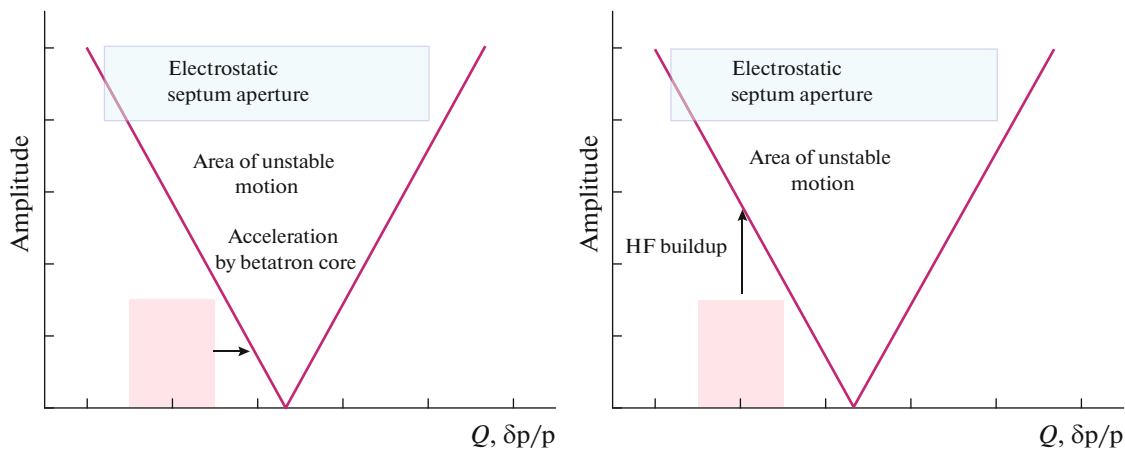 Electrostatic
septum aperture
Area of unstable
motion
Acceleration
by betatron core
Amplitude
Q, δp/p
Electrostatic
septum aperture
Area of unstable
motion
HF buildup
Amplitude
Q, δp/p